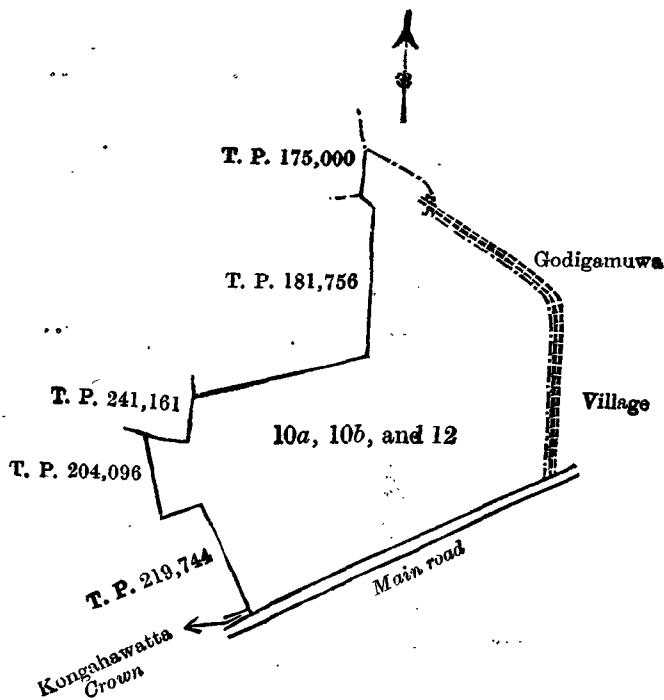 T. P. 175,000
Godigamuwa
T. P. 181,756
T. P. 241,161
Village
10a, 10b, and 12
T. P. 204,096
T. P. 219,744
Main road
Kongahawatta
Crown